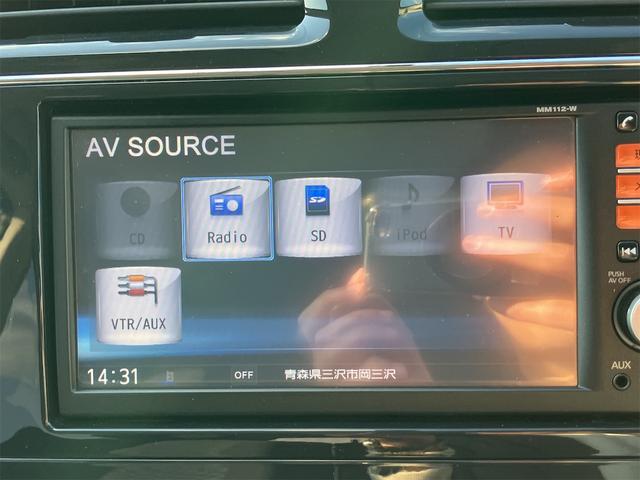 MM112-W
AV SOURCE
CD
Radio
SD
iPod
TV
VTR/AUX
14:31
OFF
青森県三沢市岡三沢
PUSH
AV OFF
AUX